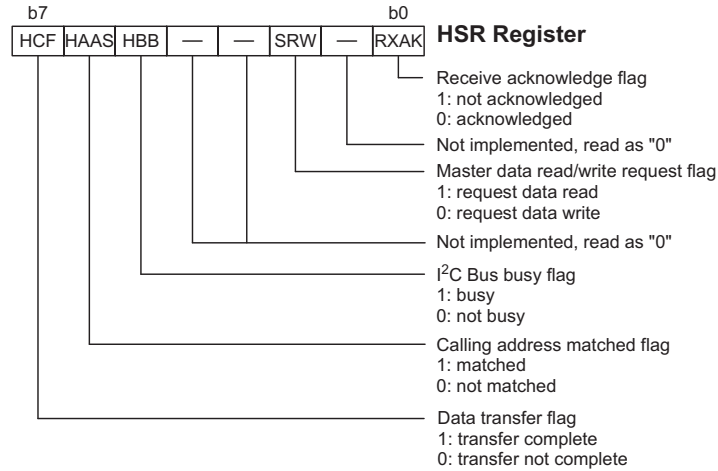 b7 b0
HCF HAAS HBB — — SRW — RXAK HSR Register
Receive acknowledge flag
1: not acknowledged
0: acknowledged
Not implemented, read as "0"
Master data read/write request flag
1: request data read
0: request data write
Not implemented, read as "0"
I²C Bus busy flag
1: busy
0: not busy
Calling address matched flag
1: matched
0: not matched
Data transfer flag
1: transfer complete
0: transfer not complete